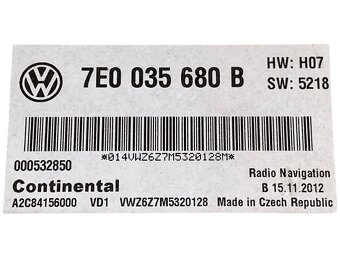 7E0 035 680 B
HW: H07
SW: 5218
*014VWZ6Z7M5320128M*
000532850
Radio Navigation
Continental
B 15.11.2012
A2C84156000 VD1 VWZ6Z7M5320128 Made in Czech Republic